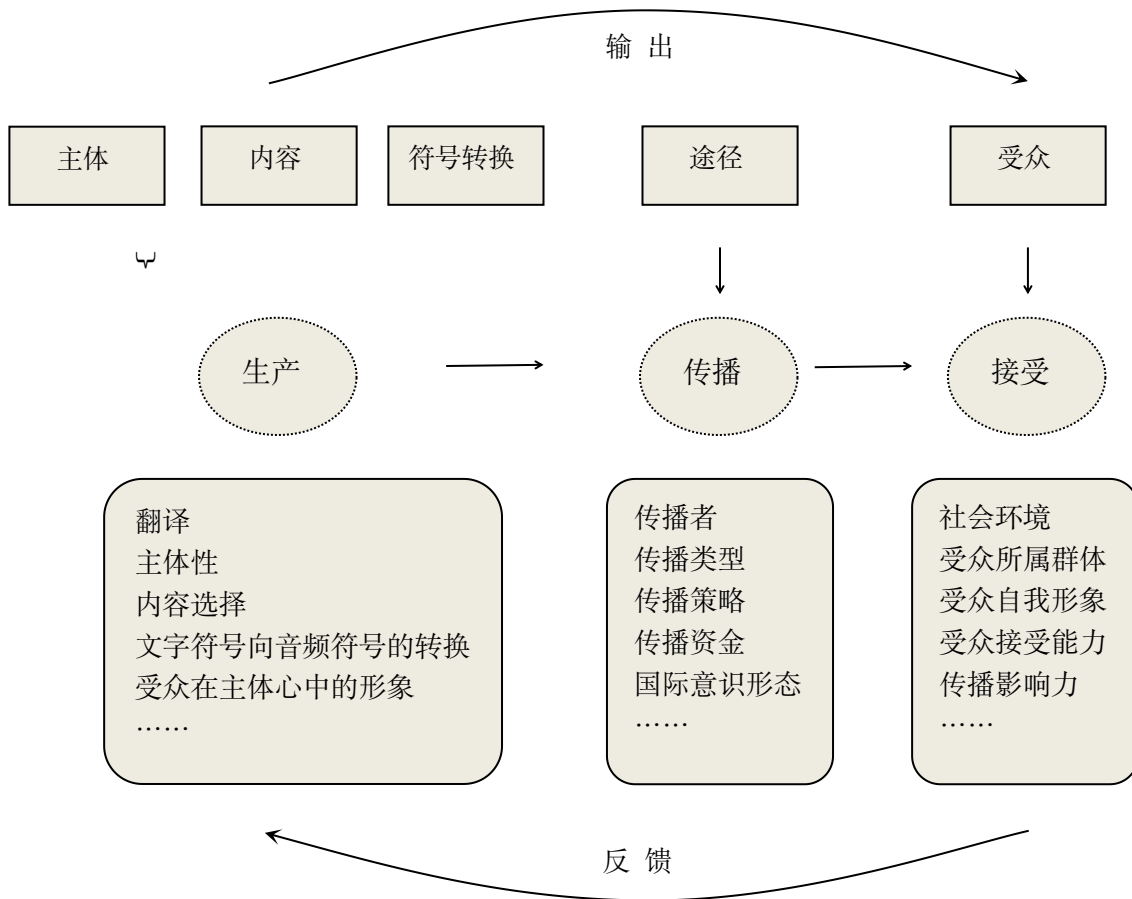 输 出
主体
内容
符号转换
途径
受众
生产
传播
接受
翻译
主体性
内容选择
文字符号向音频符号的转换
受众在主体心中的形象
……
传播者
传播类型
传播策略
传播资金
国际意识形态
……
社会环境
受众所属群体
受众自我形象
受众接受能力
传播影响力
……
反 馈